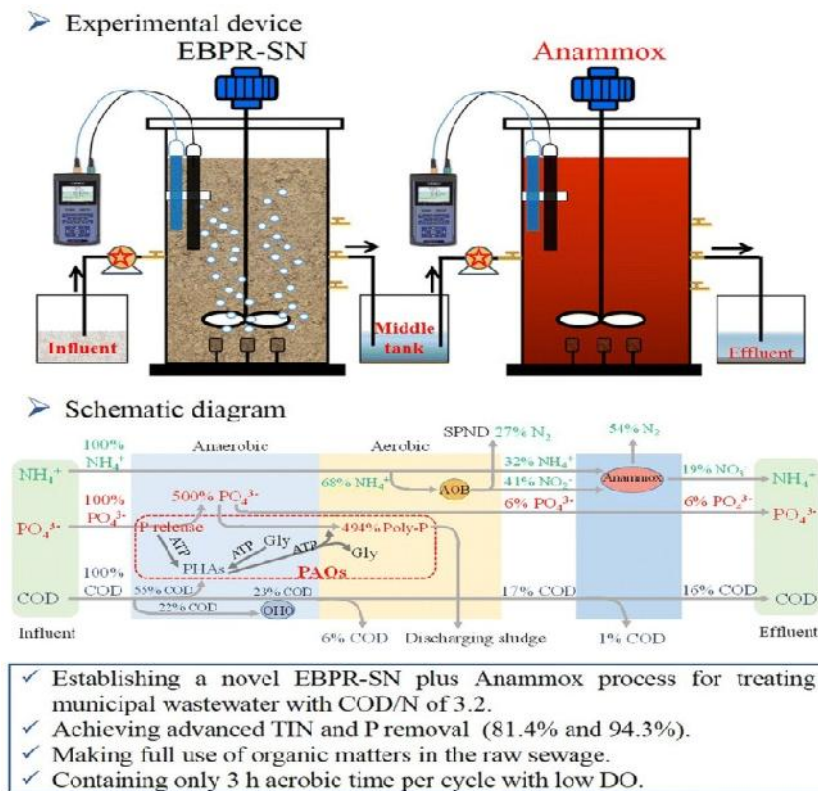 ➢ Experimental device
EBPR-SN
Anammox
Influent
Middle tank
Effluent
➢ Schematic diagram
Anaerobic
Aerobic
SPND 27% N₂
54% N₂
NH₄⁺
100% NH₄⁺
68% NH₄⁺
AOB
32% NH₄⁺
41% NO₂⁻
Anammox
19% NO₃⁻
NH₄⁺
PO₄³⁻
100% PO₄³⁻
500% PO₄³⁻
6% PO₄³⁻
6% PO₄³⁻
PO₄³⁻
P release
494% Poly-P
ATP
ATP
ATP
Gly
Gly
PHAs
PAOs
COD
100% COD
55% COD
22% COD
OHO
23% COD
17% COD
16% COD
COD
Influent
6% COD
Discharging sludge
1% COD
Effluent
✓ Establishing a novel EBPR-SN plus Anammox process for treating
municipal wastewater with COD/N of 3.2.
✓ Achieving advanced TIN and P removal (81.4% and 94.3%).
✓ Making full use of organic matters in the raw sewage.
✓ Containing only 3 h aerobic time per cycle with low DO.